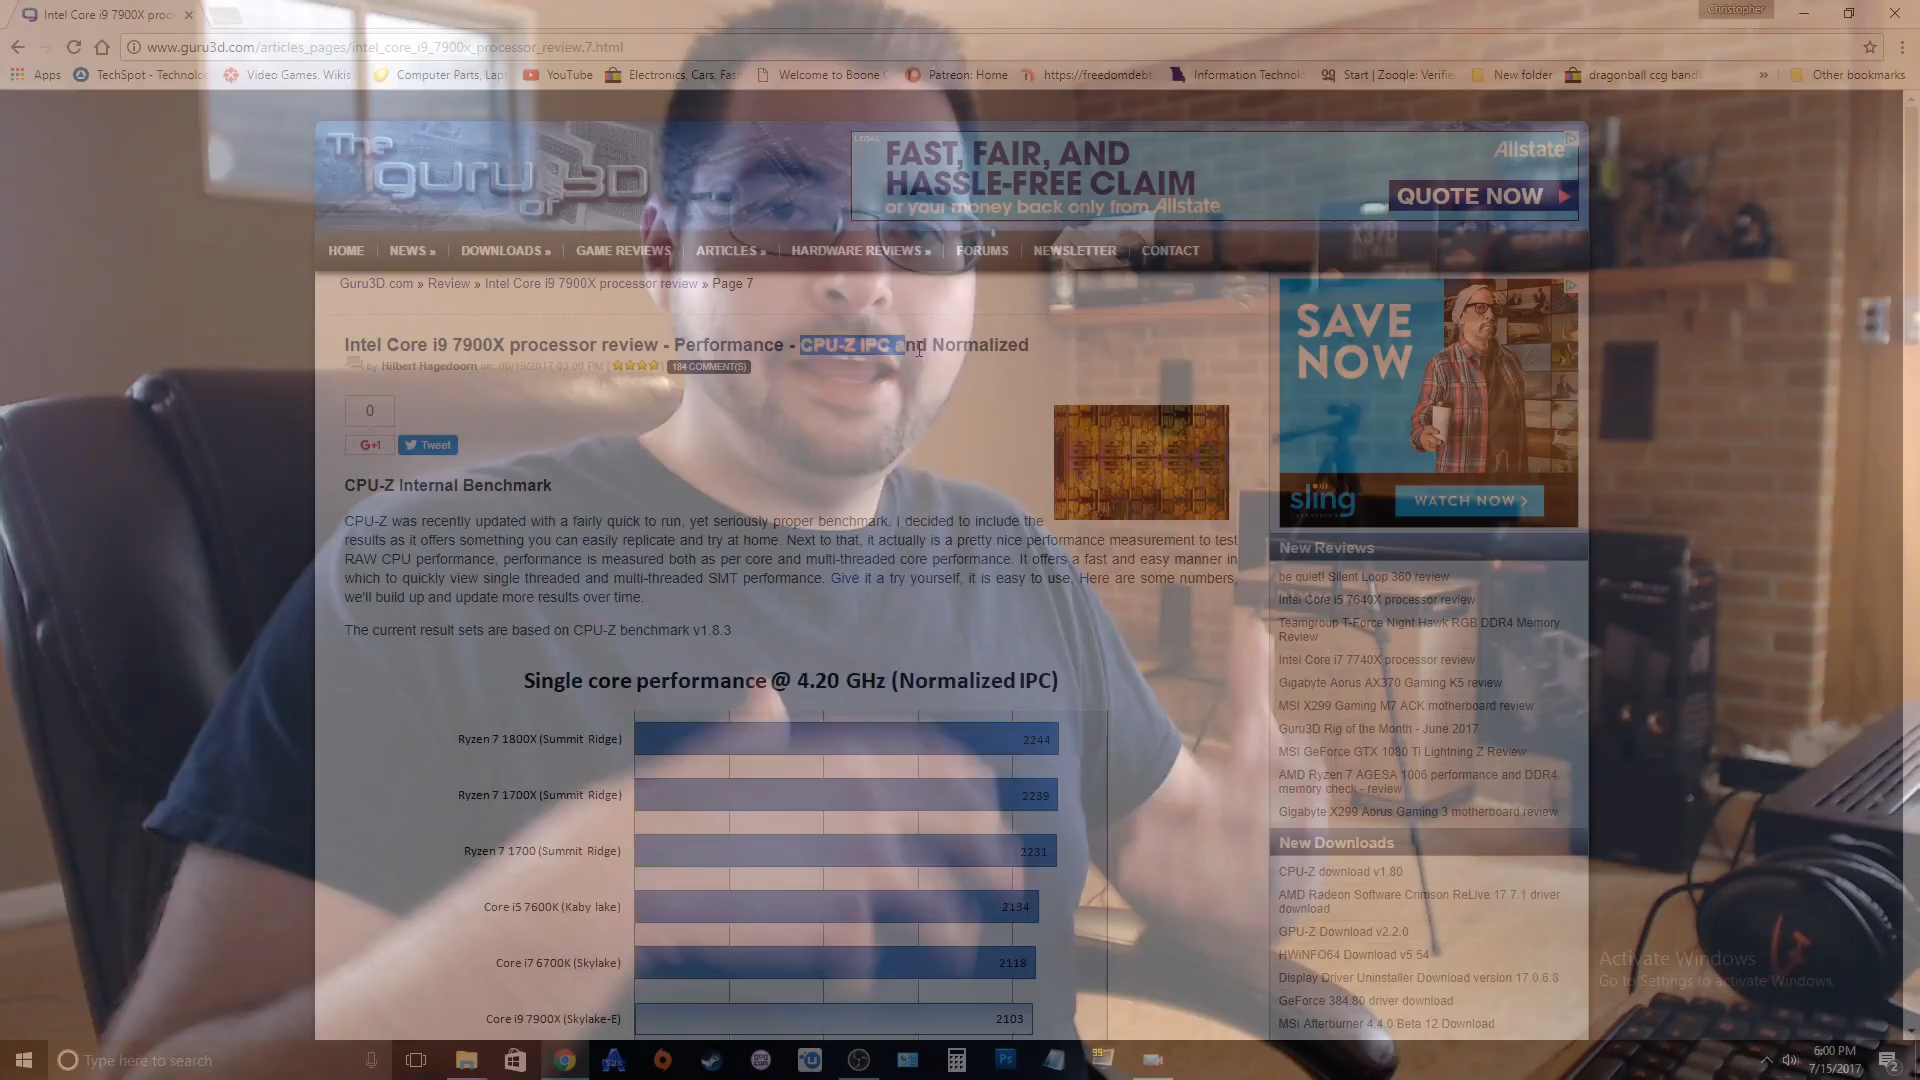 Intel Core i9 7900X proc
Christopher
www.guru3d.com/articles_pages/intel_core_i9_7900x_processor_review,7.html
Apps
TechSpot - Technolo
Video Games, Wikis
Computer Parts, Lap
YouTube
Electronics, Cars, Fas
Welcome to Boone C
Patreon: Home
https://freedomdebt
Information Technolo
Start | Zoogle: Verifie
New folder
dragonball ccg band
»
Other bookmarks
The
guru
of
3D
LEGAL
FAST, FAIR, AND
HASSLE-FREE CLAIM
or your money back only from Allstate
Allstate
QUOTE NOW
X370
HOME
NEWS »
DOWNLOADS »
GAME REVIEWS
ARTICLES »
HARDWARE REVIEWS »
FORUMS
NEWSLETTER
CONTACT
Guru3D.com » Review » Intel Core i9 7900X processor review » Page 7
Intel Core i9 7900X processor review - Performance - CPU-Z IPC and Normalized
by Hilbert Hagedoorn on: 06/19/2017 03:00 PM [ ] 184 COMMENT(S)
0
G+1
Tweet
CPU-Z Internal Benchmark
CPU-Z was recently updated with a fairly quick to run, yet seriously proper benchmark. I decided to include the
results as it offers something you can easily replicate and try at home. Next to that, it actually is a pretty nice performance measurement to test
RAW CPU performance, performance is measured both as per core and multi-threaded core performance. It offers a fast and easy manner in
which to quickly view single threaded and multi-threaded SMT performance. Give it a try yourself, it is easy to use. Here are some numbers,
we'll build up and update more results over time.
The current result sets are based on CPU-Z benchmark v1.8.3
Single core performance @ 4.20 GHz (Normalized IPC)
Ryzen 7 1800X (Summit Ridge) 2244
Ryzen 7 1700X (Summit Ridge) 2239
Ryzen 7 1700 (Summit Ridge) 2231
Core i5 7600K (Kaby lake) 2134
Core i7 6700K (Skylake) 2118
Core i9 7900X (Skylake-E) 2103
SAVE
NOW
sling
WATCH NOW >
New Reviews
be quiet! Silent Loop 360 review
Intel Core i5 7640X processor review
Teamgroup T-Force Night Hawk RGB DDR4 Memory
Review
Intel Core i7 7740X processor review
Gigabyte Aorus AX370 Gaming K5 review
MSI X299 Gaming M7 ACK motherboard review
Guru3D Rig of the Month - June 2017
MSI GeForce GTX 1080 Ti Lightning Z Review
AMD Ryzen 7 AGESA 1006 performance and DDR4
memory check - review
Gigabyte X299 Aorus Gaming 3 motherboard review
New Downloads
CPU-Z download v1.80
AMD Radeon Software Crimson ReLive 17.7.1 driver
download
GPU-Z Download v2.2.0
HWiNFO64 Download v5.54
Display Driver Uninstaller Download version 17.0.6.8
GeForce 384.80 driver download
MSI Afterburner 4.4.0 Beta 12 Download
Activate Windows
Go to Settings to activate Windows.
Type here to search
Ps
99
6:00 PM
7/15/2017
2